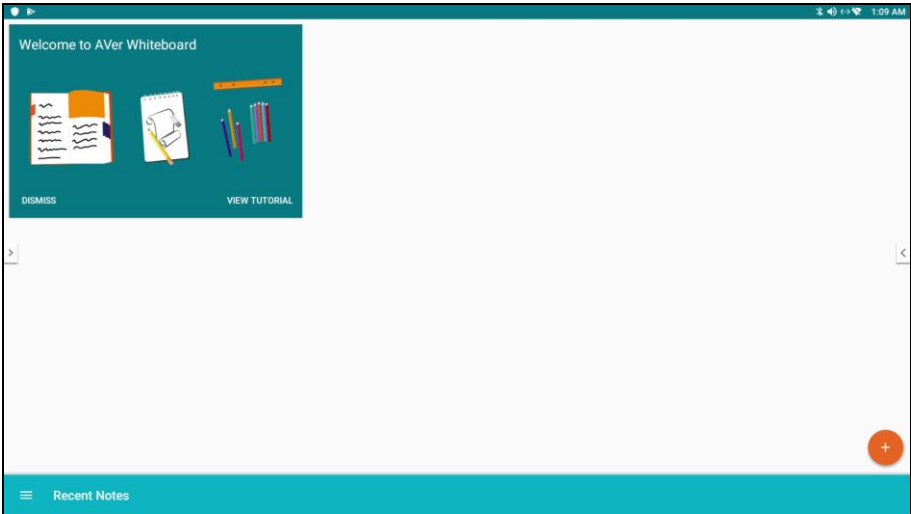 1:09 AM
Welcome to AVer Whiteboard
DISMISS VIEW TUTORIAL
Recent Notes